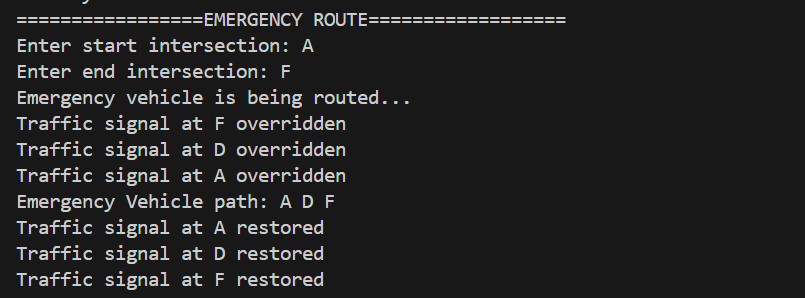 =================EMERGENCY ROUTE==================
Enter start intersection: A
Enter end intersection: F
Emergency vehicle is being routed...
Traffic signal at F overridden
Traffic signal at D overridden
Traffic signal at A overridden
Emergency Vehicle path: A D F
Traffic signal at A restored
Traffic signal at D restored
Traffic signal at F restored